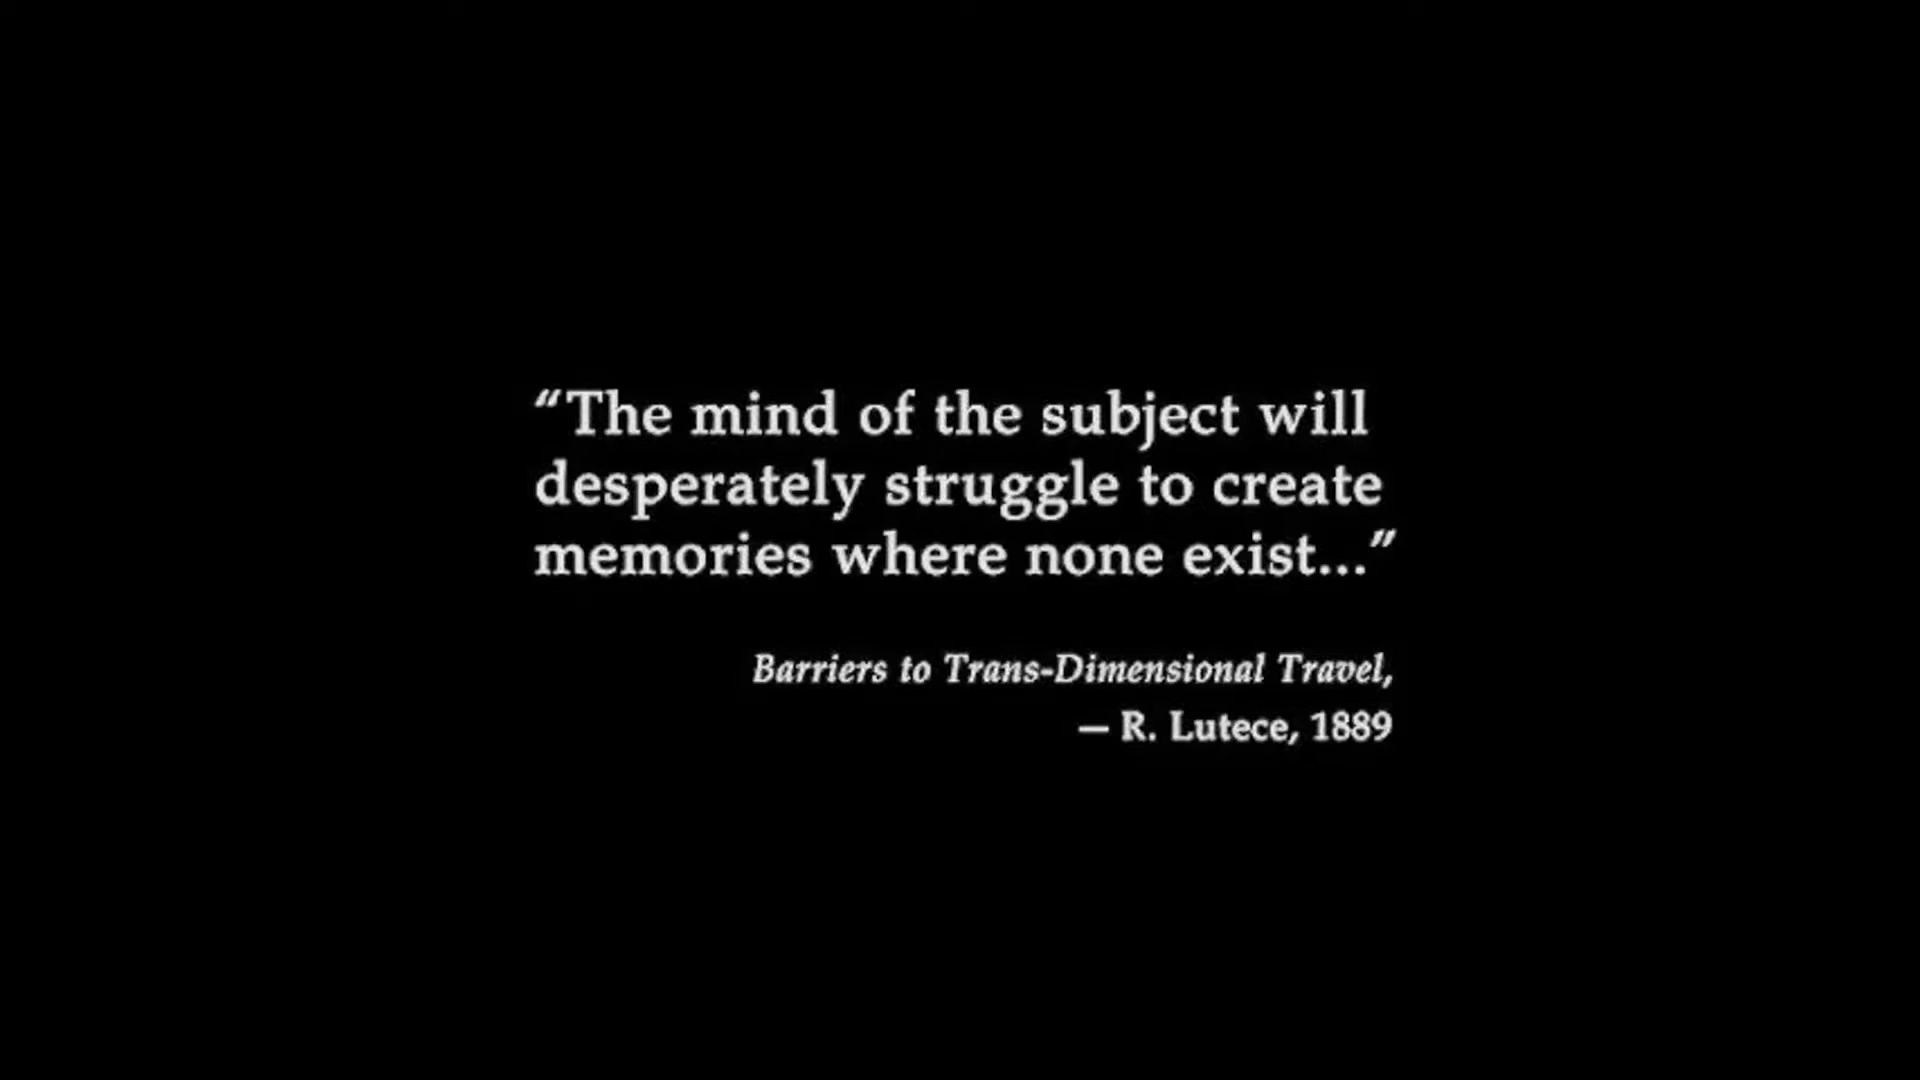 “The mind of the subject will
desperately struggle to create
memories where none exist...”
Barriers to Trans-Dimensional Travel,
— R. Lutece, 1889